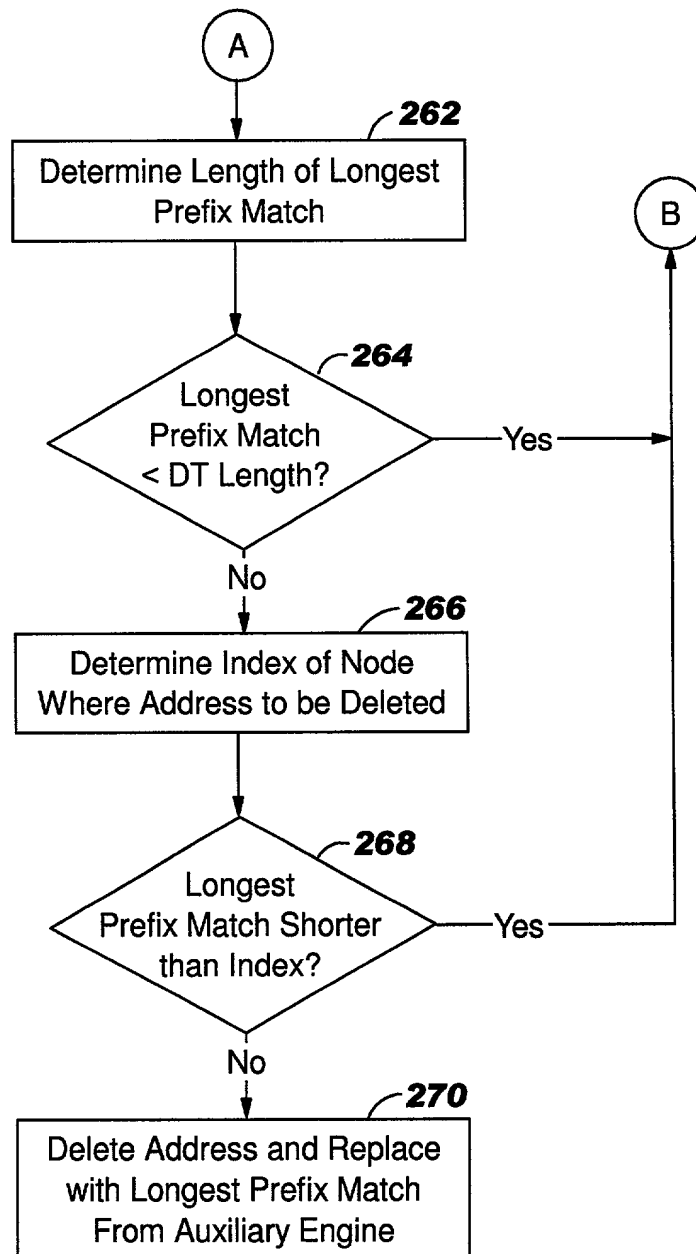 A
262
Determine Length of Longest
Prefix Match
B
264
Longest
Prefix Match
< DT Length?
Yes
No
266
Determine Index of Node
Where Address to be Deleted
268
Longest
Prefix Match Shorter
than Index?
Yes
No
270
Delete Address and Replace
with Longest Prefix Match
From Auxiliary Engine